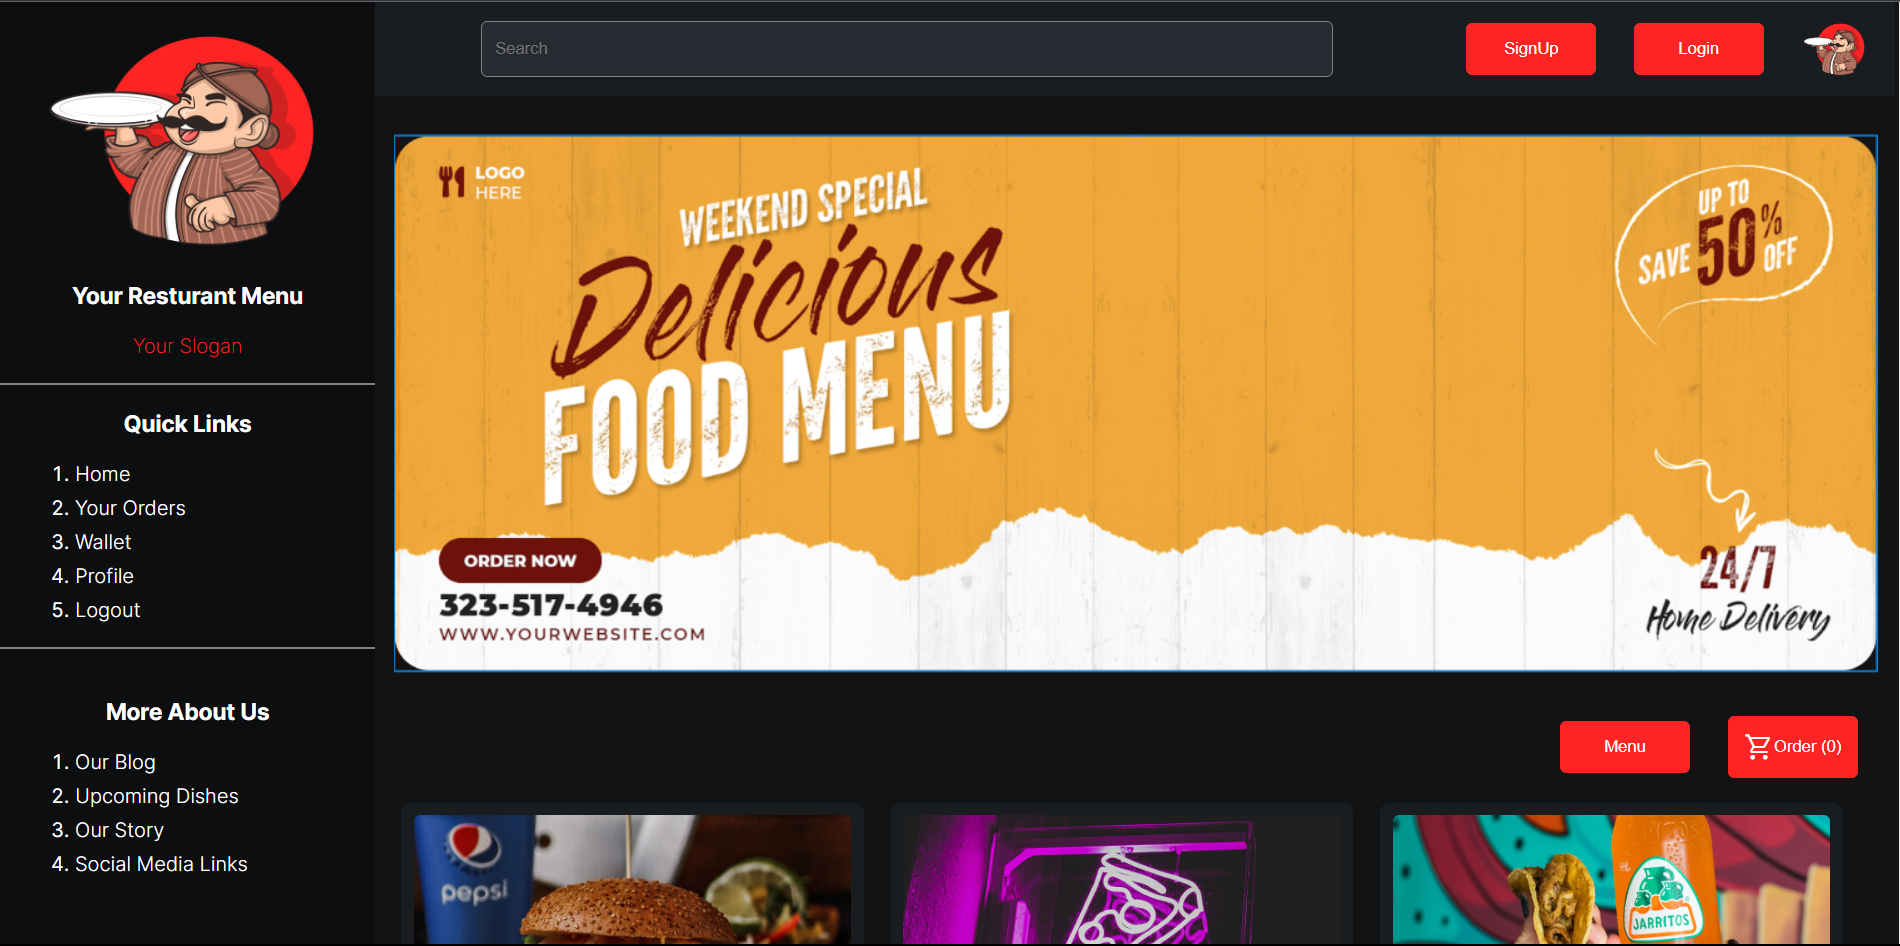 Search
SignUp
Login
Your Resturant Menu
Your Slogan
Quick Links
1. Home
2. Your Orders
3. Wallet
4. Profile
5. Logout
More About Us
1. Our Blog
2. Upcoming Dishes
3. Our Story
4. Social Media Links
LOGO
HERE
WEEKEND SPECIAL
Delicious
FOOD MENU
UP TO
SAVE 50% OFF
ORDER NOW
323-517-4946
WWW.YOURWEBSITE.COM
24/7
Home Delivery
Menu
Order (0)
pepsi
JARRITOS